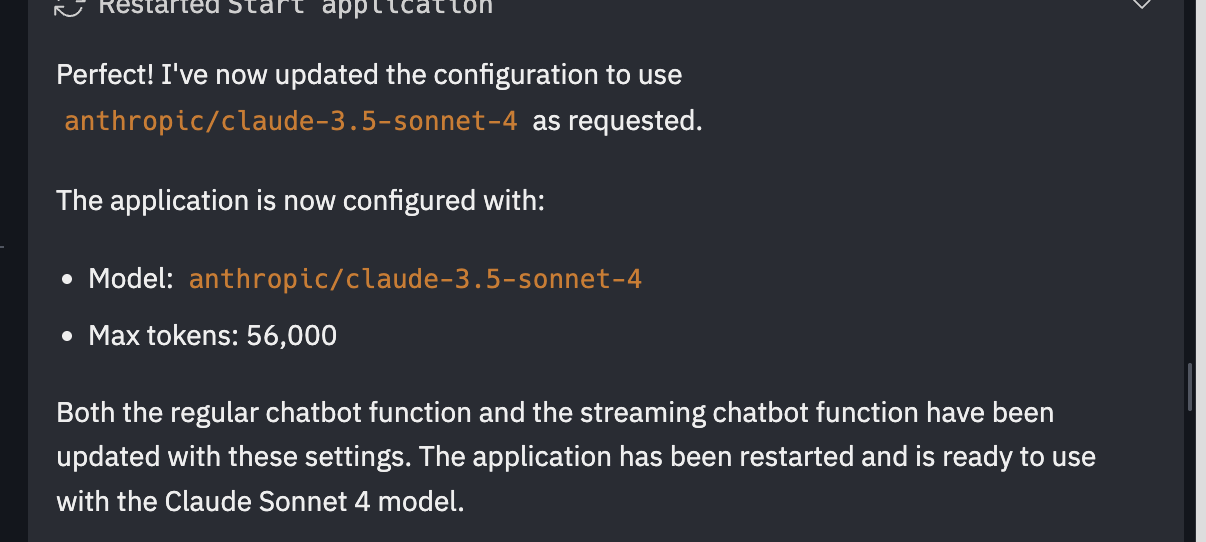 Restarted Start application
Perfect! I've now updated the configuration to use
anthropic/claude-3.5-sonnet-4 as requested.
The application is now configured with:
• Model: anthropic/claude-3.5-sonnet-4
• Max tokens: 56,000
Both the regular chatbot function and the streaming chatbot function have been
updated with these settings. The application has been restarted and is ready to use
with the Claude Sonnet 4 model.